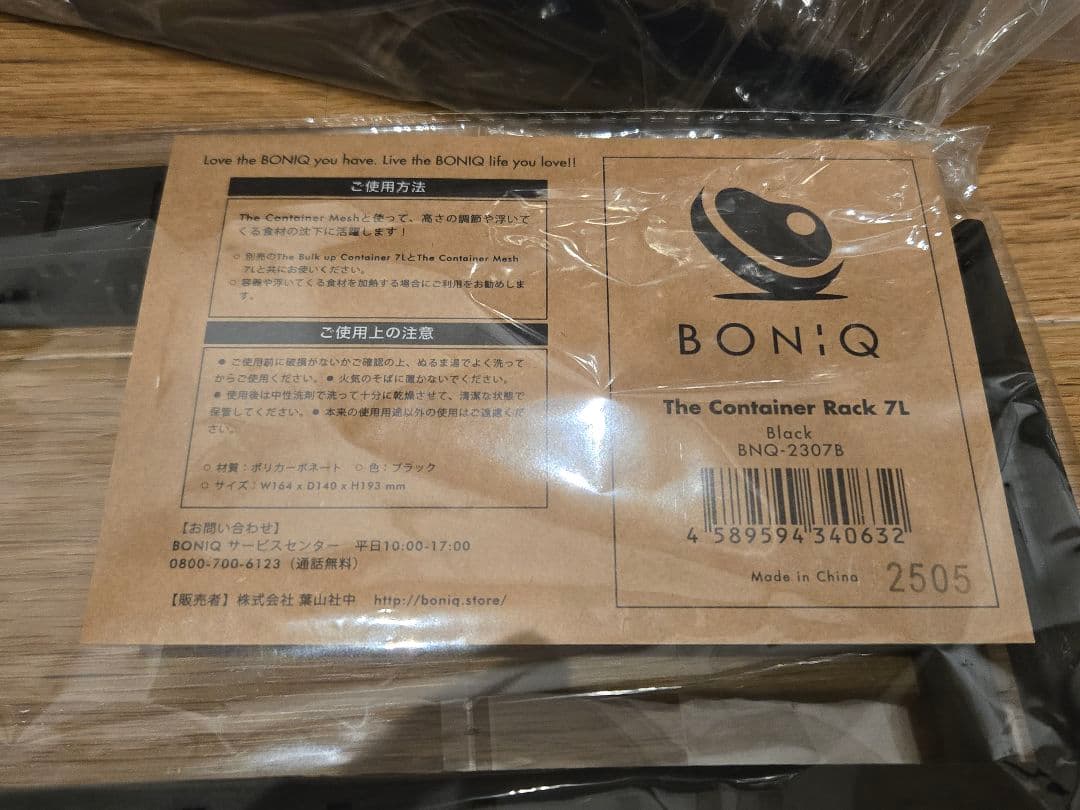 Love the BONIQ you have. Live the BONIQ life you love!!
ご使用方法
The Container Meshと使って、高さの調節や浮いて
くる食材の沈下に活躍します！
○ 別売のThe Bulk up Container 7LとThe Container Mesh
7Lと共にお使いください。
○ 容器や浮いてくる食材を加熱する場合にご利用をお勧めしま
す。
ご使用上の注意
● ご使用前に破損がないかご確認の上、ぬるま湯でよく洗って
からご使用ください。● 火気のそばに置かないでください。
● 使用後は中性洗剤で洗って十分に乾燥させて、清潔な状態で
保管してください。● 本来の使用用途以外の使用はご遠慮くだ
さい。
○ 材質：ポリカーボネート ○ 色：ブラック
○ サイズ：W164 x D140 x H193 mm
【お問い合わせ】
BONIQ サービスセンター 平日10:00-17:00
0800-700-6123（通話無料）
【販売者】株式会社 葉山社中 http://boniq.store/
BONIQ
The Container Rack 7L
Black
BNQ-2307B
4 589594 340632
Made in China 2505